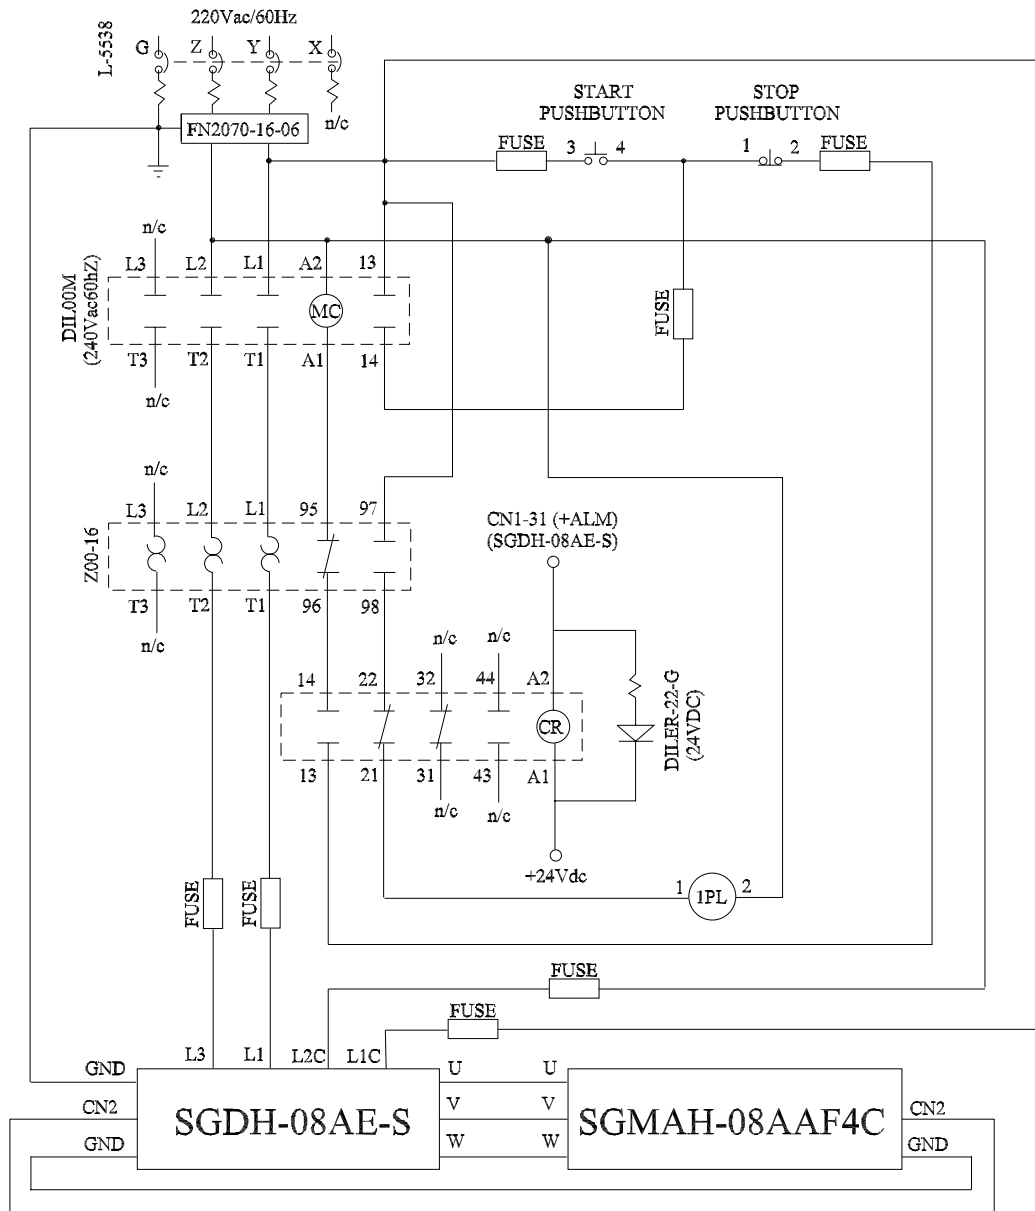 220Vac/60Hz
L-5538
G Z Y X
n/c
FN2070-16-06
START
PUSHBUTTON
STOP
PUSHBUTTON
FUSE 3 4 1 2 FUSE
n/c
DIL00M
(240Vac60hZ)
L3 L2 L1 A2 13
MC
FUSE
T3 T2 T1 A1 14
n/c
n/c
Z00-16
L3 L2 L1 95 97
CN1-31 (+ALM)
(SGDH-08AE-S)
T3 T2 T1 96 98
n/c
n/c n/c
14 22 32 44 A2
CR
DILER-22-G
(24VDC)
13 21 31 43 A1
n/c n/c
+24Vdc
FUSE FUSE
1 1PL 2
FUSE
FUSE
L3 L1 L2C L1C
GND U U
CN2 V V CN2
GND W W GND
SGDH-08AE-S SGMAH-08AAF4C